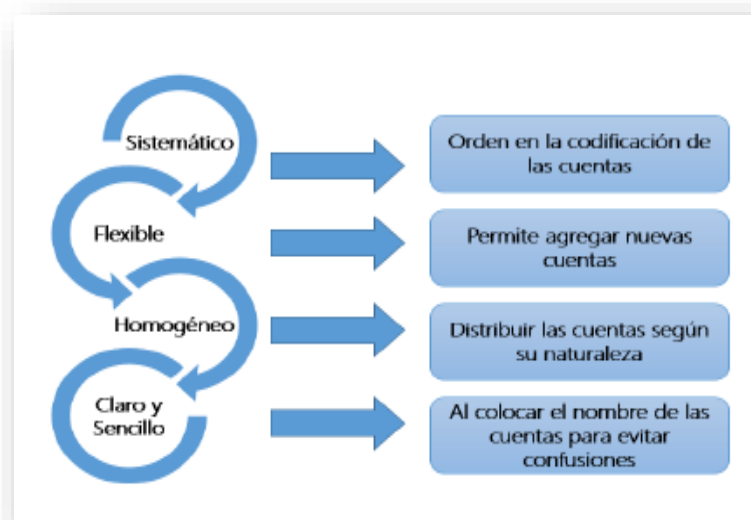 Sistemático
Orden en la codificación de
las cuentas
Flexible
Permite agregar nuevas
cuentas
Homogéneo
Distribuir las cuentas según
su naturaleza
Claro y
Sencillo
Al colocar el nombre de las
cuentas para evitar
confusiones